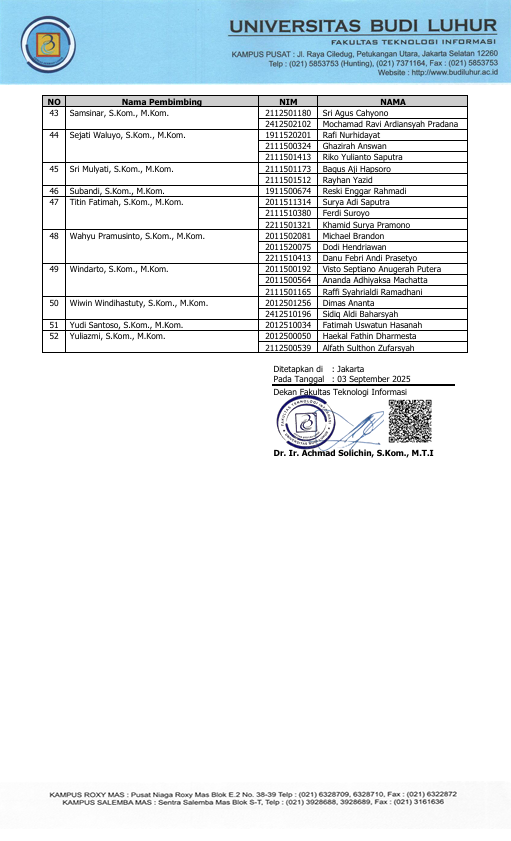 UNIVERSITAS BUDI LUHUR
FAKULTAS TEKNOLOGI INFORMASI
KAMPUS PUSAT : Jl. Raya Ciledug, Petukangan Utara, Jakarta Selatan 12260
Telp : (021) 5853753 (Hunting), (021) 7371164, Fax : (021) 5853753
Website : http://www.budiluhur.ac.id
NO Nama Pembimbing NIM NAMA
43 Samsinar, S.Kom., M.Kom. 2112501180 Sri Agus Cahyono
2412502102 Mochamad Ravi Ardiansyah Pradana
44 Sejati Waluyo, S.Kom., M.Kom. 1911520201 Rafi Nurhidayat
2111500324 Ghazirah Answan
2111501413 Riko Yulianto Saputra
45 Sri Mulyati, S.Kom., M.Kom. 2111501173 Bagus Aji Hapsoro
2111501512 Rayhan Yazid
46 Subandi, S.Kom., M.Kom. 1911500674 Reski Enggar Rahmadi
47 Titin Fatimah, S.Kom., M.Kom. 2011511314 Surya Adi Saputra
2111510380 Ferdi Suroyo
2211501321 Khamid Surya Pramono
48 Wahyu Pramusinto, S.Kom., M.Kom. 2011502081 Michael Brandon
2011520075 Dodi Hendriawan
2211510413 Danu Febri Andi Prasetyo
49 Windarto, S.Kom., M.Kom. 2011500192 Visto Septiano Anugerah Putera
2011500564 Ananda Adhiyaksa Machatta
2111501165 Raffi Syahrialdi Ramadhani
50 Wiwin Windihastuty, S.Kom., M.Kom. 2012501256 Dimas Ananta
2412510196 Sidiq Aldi Baharsyah
51 Yudi Santoso, S.Kom., M.Kom. 2012510034 Fatimah Uswatun Hasanah
52 Yuliazmi, S.Kom., M.Kom. 2012500050 Haekal Fathin Dharmesta
2112500539 Alfath Sulthon Zufarsyah
Ditetapkan di : Jakarta
Pada Tanggal : 03 September 2025
Dekan Fakultas Teknologi Informasi
FAKULTAS TEKNOLOGI INFORMASI
UNIVERSITAS BUDI LUHUR
Dr. Ir. Achmad Solichin, S.Kom., M.T.I
KAMPUS ROXY MAS : Pusat Niaga Roxy Mas Blok E.2 No. 38-39 Telp : (021) 6328709, 6328710, Fax : (021) 6322872
KAMPUS SALEMBA MAS : Sentra Salemba Mas Blok S-T, Telp : (021) 3928688, 3928689, Fax : (021) 3161636